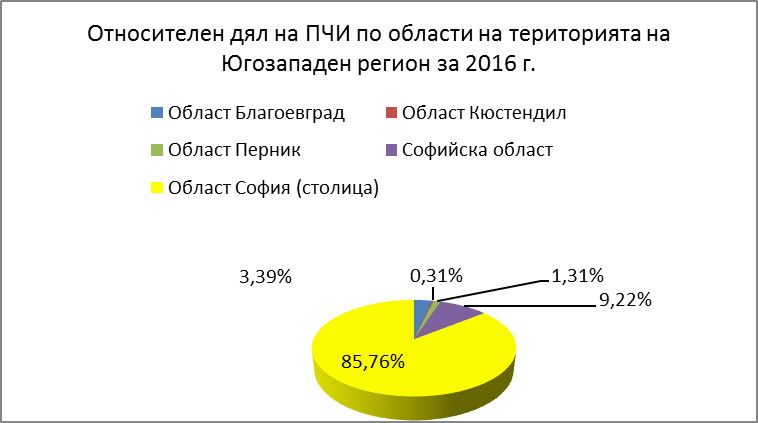 Относителен дял на ПЧИ по области на територията на
Югозападен регион за 2016 г.
Област Благоевград
Област Кюстендил
Област Перник
Софийска област
Област София (столица)
3,39%
0,31%
1,31%
9,22%
85,76%